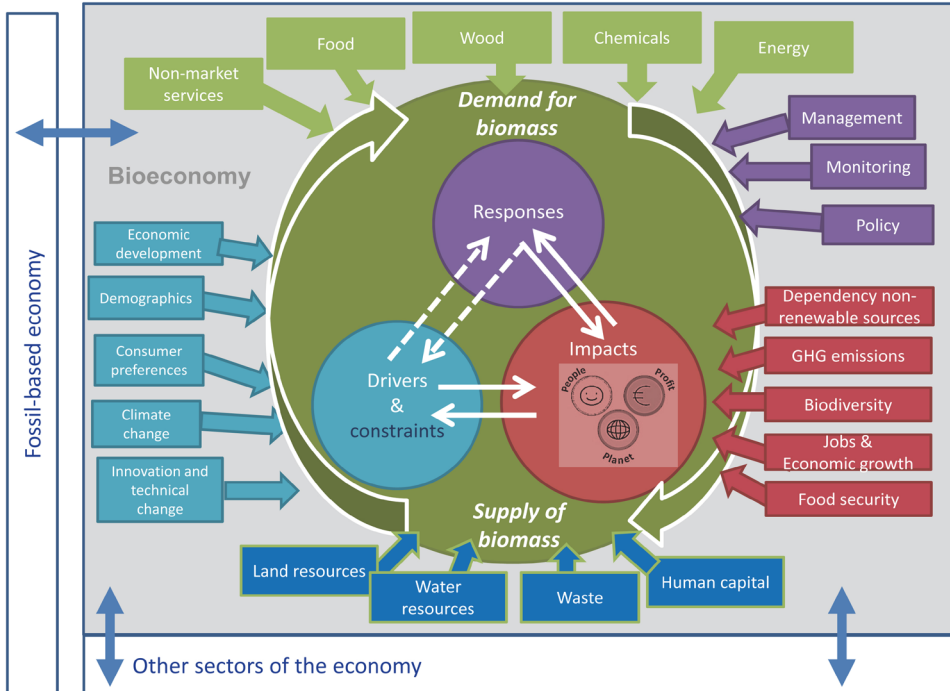 Food
Wood
Chemicals
Energy
Non-market
services
Demand for
biomass
Management
Monitoring
Policy
Bioeconomy
Responses
Economic
development
Demographics
Consumer
preferences
Climate
change
Innovation and
technical
change
Drivers
&
constraints
Impacts
People
Profit
Planet
Dependency non-
renewable sources
GHG emissions
Biodiversity
Jobs &
Economic growth
Food security
Supply of
biomass
Land resources
Water
resources
Waste
Human capital
Fossil-based economy
Other sectors of the economy